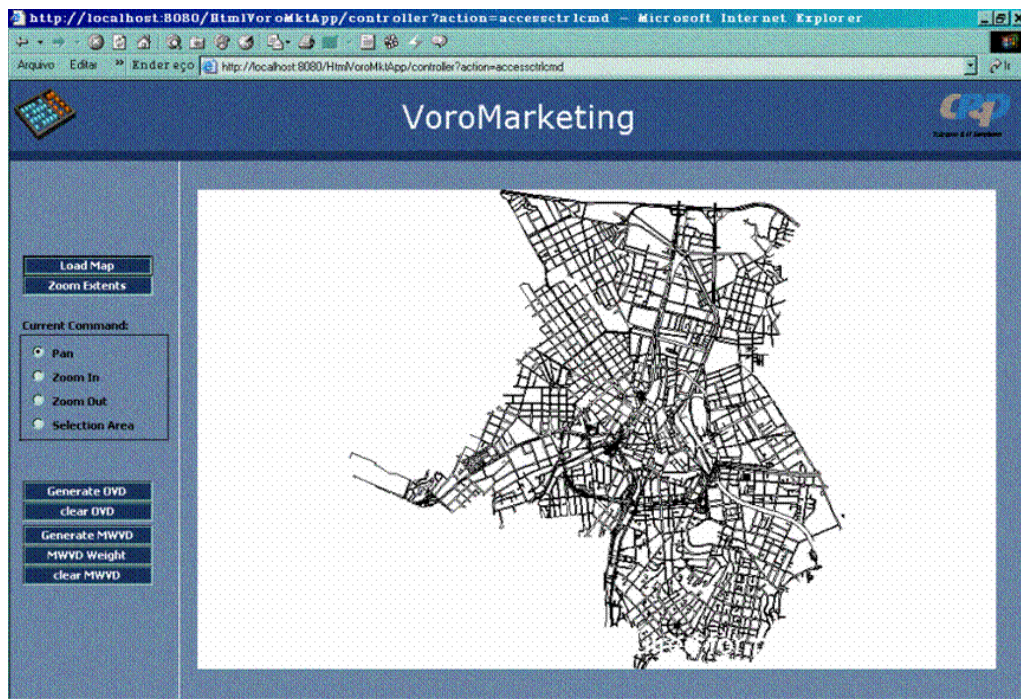 http://localhost:8080/HtmlVoroMktApp/controller?action=accessctrlcmd - Microsoft Internet Explorer
Arquivo Editar » Endereço http://localhost:8080/HtmlVoroMktApp/controller?action=accessctrlcmd Ir
VoroMarketing
CPqD
Load Map
Zoom Extents
Current Command:
Pan
Zoom In
Zoom Out
Selection Area
Generate OVD
clear OVD
Generate MWVD
MWVD Weight
clear MWVD